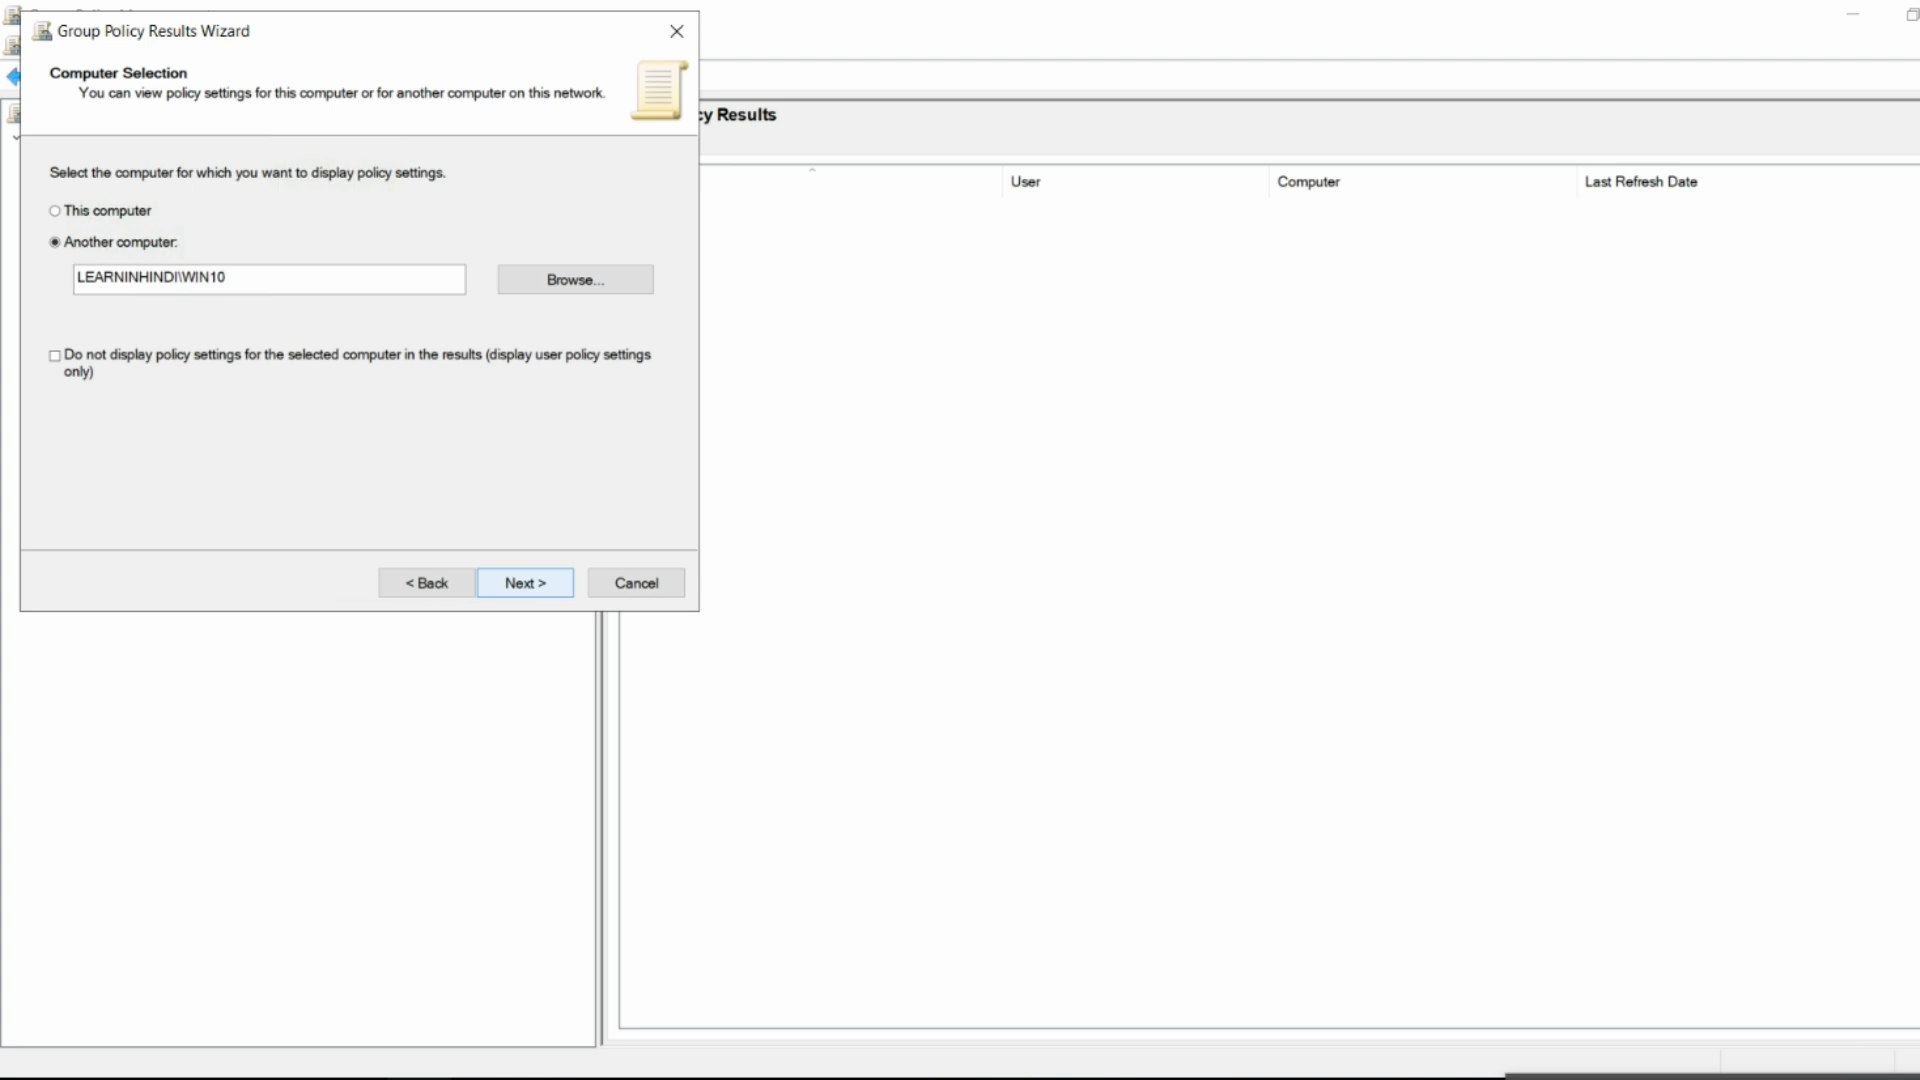 Group Policy Results Wizard
Computer Selection
You can view policy settings for this computer or for another computer on this network.
Results
User
Computer
Last Refresh Date
Select the computer for which you want to display policy settings.
This computer
Another computer:
LEARNINHINDI\WIN10
Browse...
Do not display policy settings for the selected computer in the results (display user policy settings
only)
< Back
Next >
Cancel